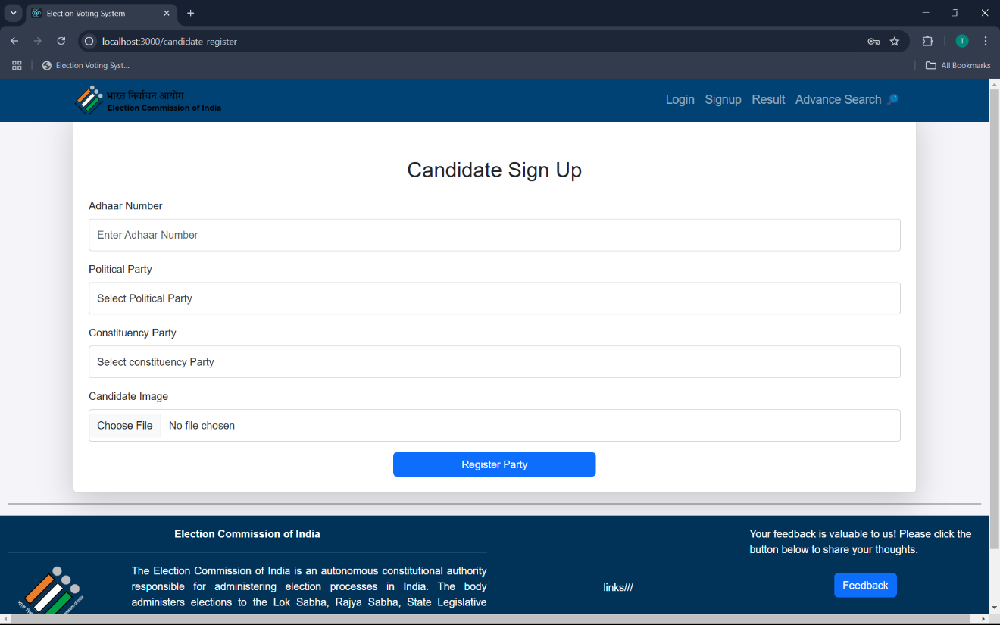 Election Voting System
localhost:3000/candidate-register
T
Election Voting Syst...
All Bookmarks
भारत निर्वाचन आयोग
Election Commission of India
Login Signup Result Advance Search
Candidate Sign Up
Adhaar Number
Enter Adhaar Number
Political Party
Select Political Party
Constituency Party
Select constituency Party
Candidate Image
Choose File No file chosen
Register Party
Election Commission of India
The Election Commission of India is an autonomous constitutional authority
responsible for administering election processes in India. The body
administers elections to the Lok Sabha, Rajya Sabha, State Legislative
links///
Your feedback is valuable to us! Please click the
button below to share your thoughts.
Feedback